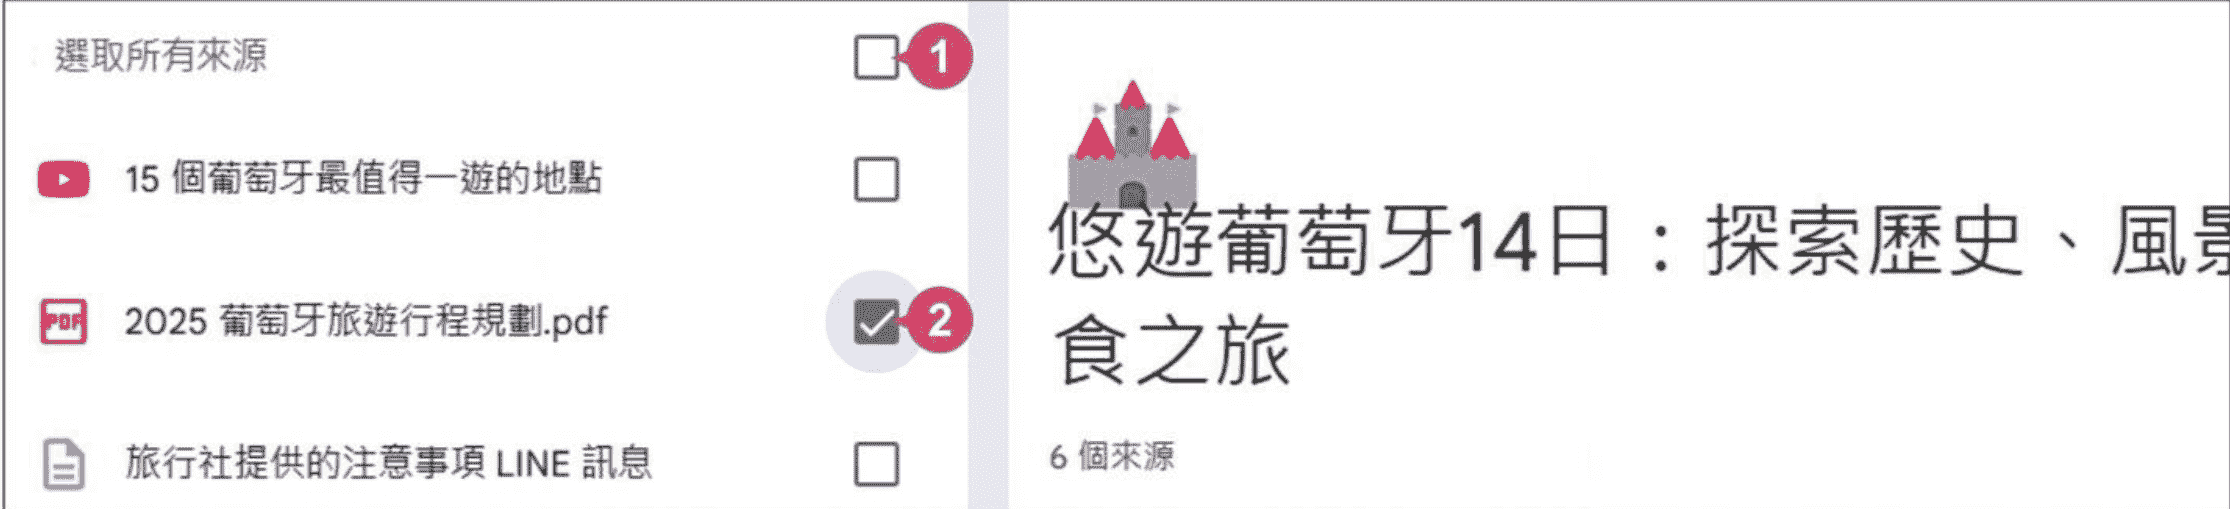 選取所有來源
1
15 個葡萄牙最值得一遊的地點
PDF
2025 葡萄牙旅遊行程規劃.pdf
2
旅行社提供的注意事項 LINE 訊息
悠遊葡萄牙14日：探索歷史、風景
食之旅
6 個來源